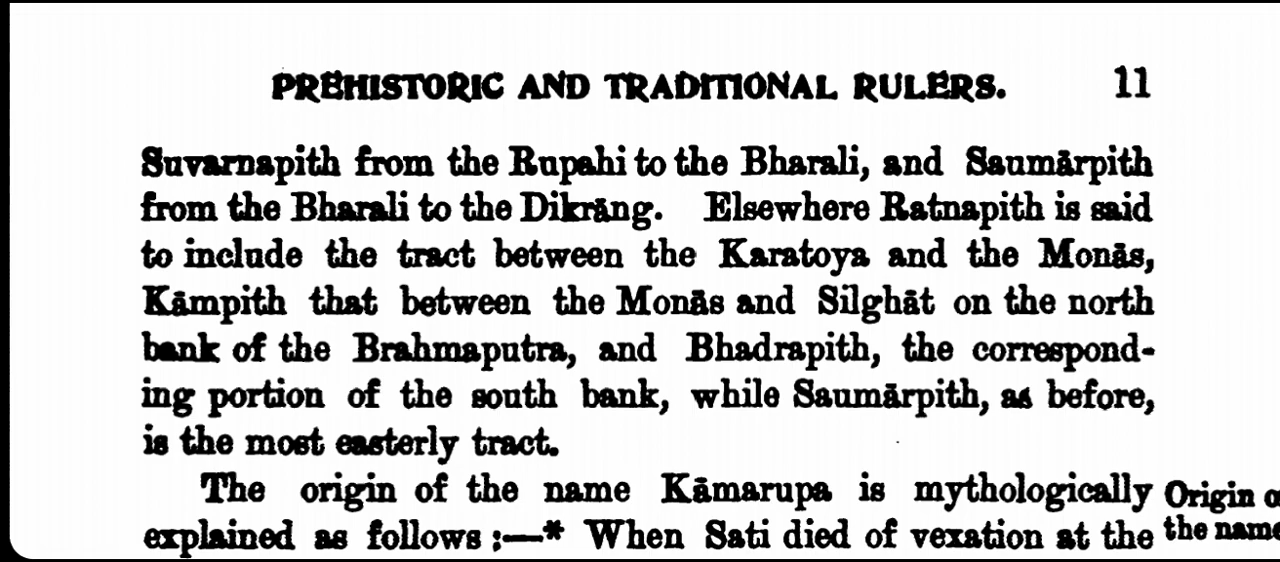 PREHISTORIC AND TRADITIONAL RULERS. 11
Suvarnapith from the Rupahi to the Bharali, and Saumārpith
from the Bharali to the Dikrāng. Elsewhere Ratnapith is said
to include the tract between the Karatoya and the Monās,
Kāmpith that between the Monās and Silghāt on the north
bank of the Brahmaputra, and Bhadrapith, the correspond-
ing portion of the south bank, while Saumārpith, as before,
is the most easterly tract.
The origin of the name Kāmarupa is mythologically
explained as follows :—* When Sati died of vexation at the
Origin
the name